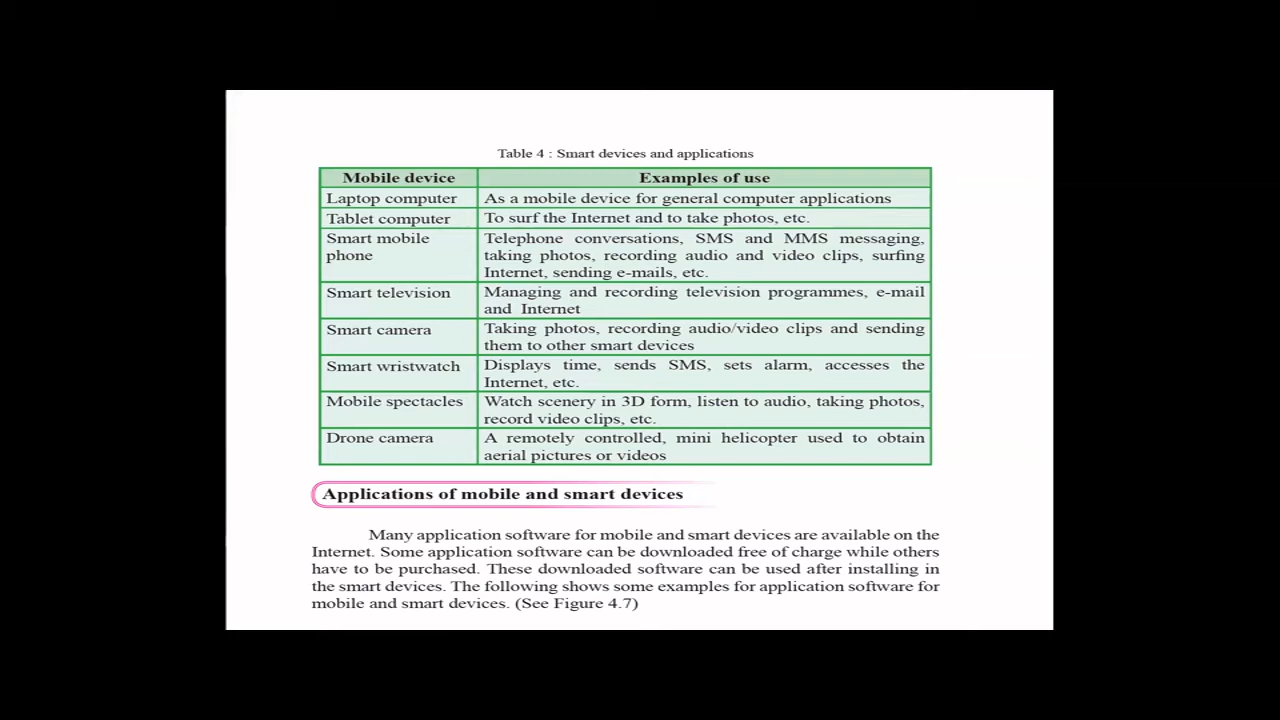 Table 4 : Smart devices and applications
Mobile device Examples of use
Laptop computer As a mobile device for general computer applications
Tablet computer To surf the Internet and to take photos, etc.
Smart mobile phone Telephone conversations, SMS and MMS messaging,
taking photos, recording audio and video clips, surfing
Internet, sending e-mails, etc.
Smart television Managing and recording television programmes, e-mail
and Internet
Smart camera Taking photos, recording audio/video clips and sending
them to other smart devices
Smart wristwatch Displays time, sends SMS, sets alarm, accesses the
Internet, etc.
Mobile spectacles Watch scenery in 3D form, listen to audio, taking photos,
record video clips, etc.
Drone camera A remotely controlled, mini helicopter used to obtain
aerial pictures or videos
Applications of mobile and smart devices
Many application software for mobile and smart devices are available on the
Internet. Some application software can be downloaded free of charge while others
have to be purchased. These downloaded software can be used after installing in
the smart devices. The following shows some examples for application software for
mobile and smart devices. (See Figure 4.7)